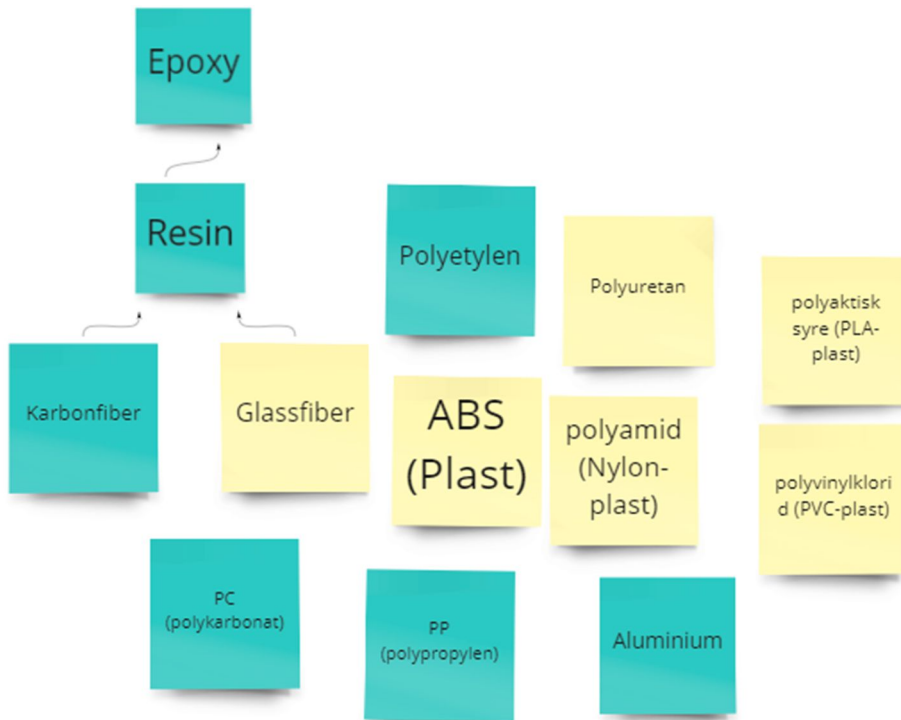 Epoxy
Resin
Karbonfiber
Glassfiber
Polyetylen
Polyuretan
polyaktisk
syre (PLA-
plast)
ABS
(Plast)
polyamid
(Nylon-
plast)
polyvinylklori
d (PVC-plast)
PC
(polykarbonat)
PP
(polypropylen)
Aluminium